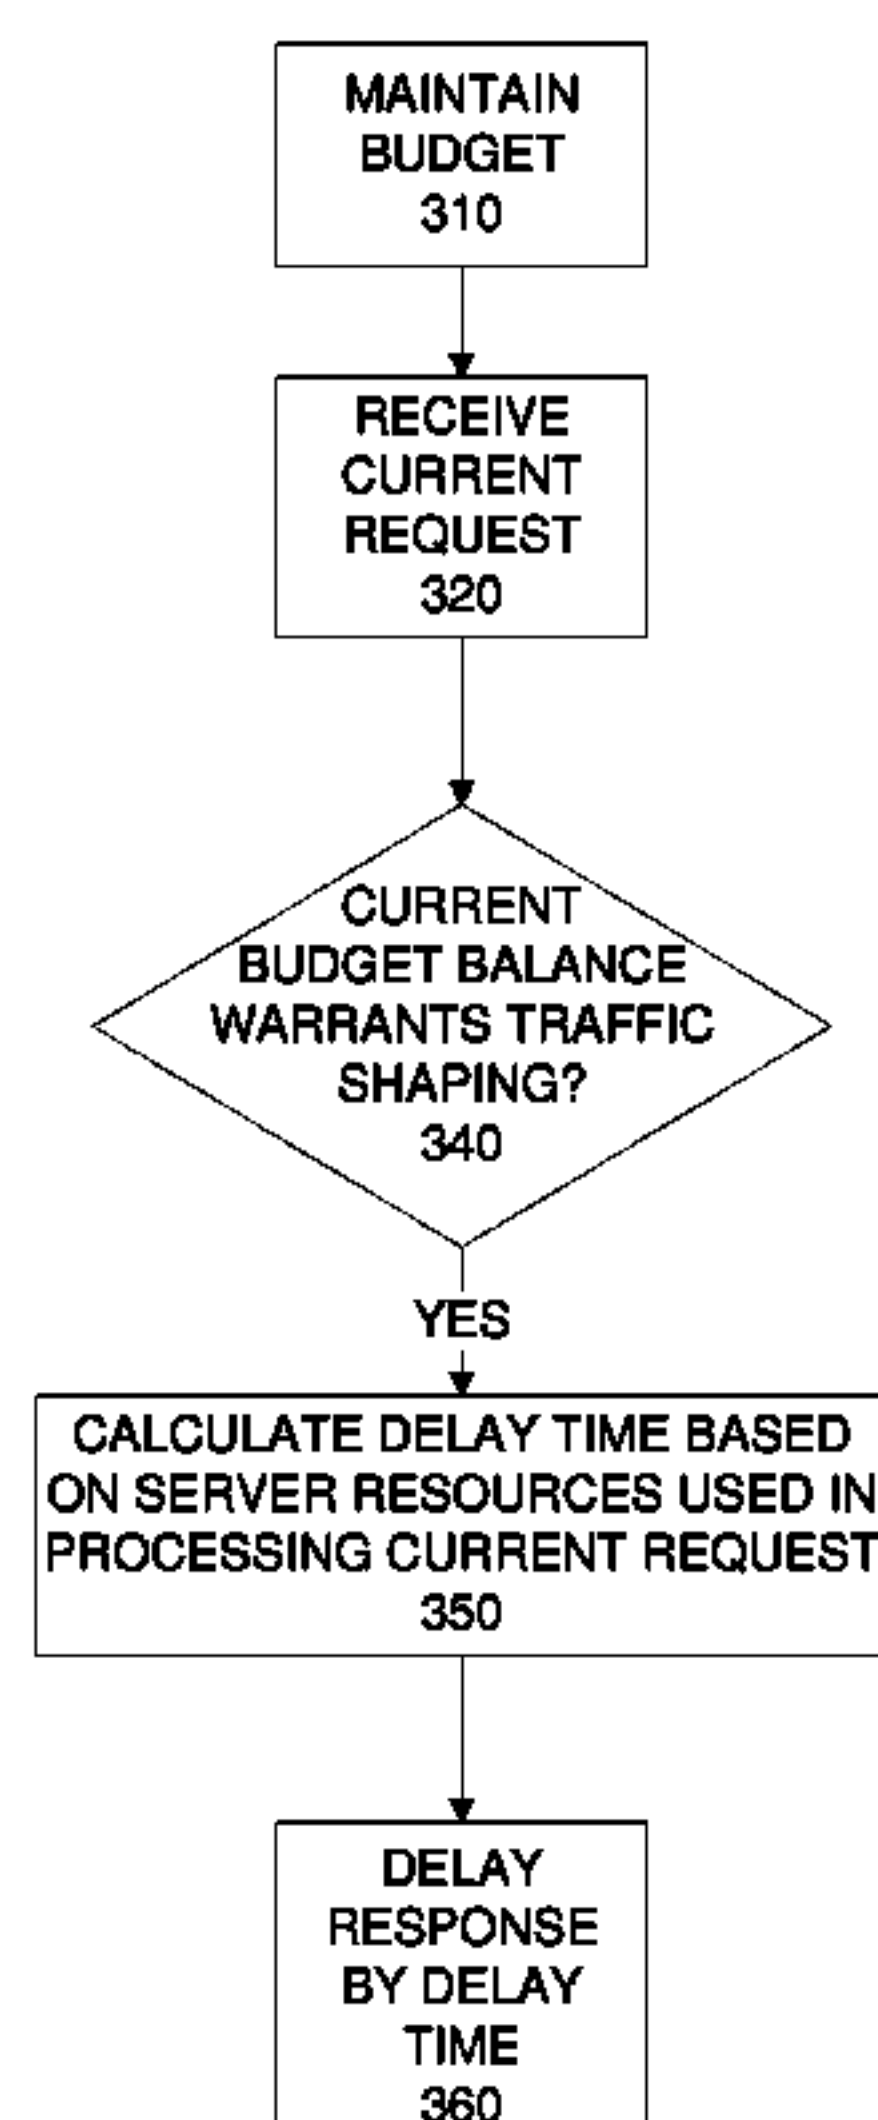 MAINTAIN
BUDGET
310
RECEIVE
CURRENT
REQUEST
320
CURRENT
BUDGET BALANCE
WARRANTS TRAFFIC
SHAPING?
340
YES
CALCULATE DELAY TIME BASED
ON SERVER RESOURCES USED IN
PROCESSING CURRENT REQUEST
350
DELAY
RESPONSE
BY DELAY
TIME
360